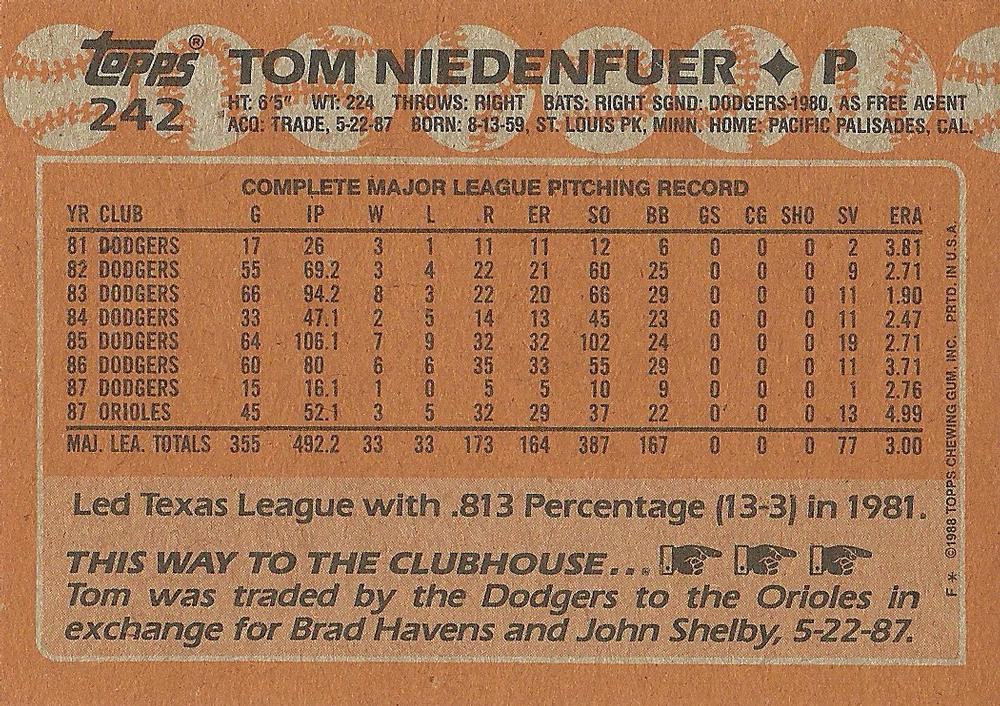 topps® TOM NIEDENFUER ✦ P
242 HT: 6'5" WT: 224 THROWS: RIGHT BATS: RIGHT SGND: DODGERS-1980, AS FREE AGENT
ACQ: TRADE, 5-22-87 BORN: 8-13-59, ST. LOUIS PK, MINN. HOME: PACIFIC PALISADES, CAL.
COMPLETE MAJOR LEAGUE PITCHING RECORD
YR CLUB G IP W L R ER SO BB GS CG SHO SV ERA
81 DODGERS 17 26 3 1 11 11 12 6 0 0 0 2 3.81
82 DODGERS 55 69.2 3 4 22 21 60 25 0 0 0 9 2.71
83 DODGERS 66 94.2 8 3 22 20 66 29 0 0 0 11 1.90
84 DODGERS 33 47.1 2 5 14 13 45 23 0 0 0 11 2.47
85 DODGERS 64 106.1 7 9 32 32 102 24 0 0 0 19 2.71
86 DODGERS 60 80 6 6 35 33 55 29 0 0 0 11 3.71
87 DODGERS 15 16.1 1 0 5 5 10 9 0 0 0 1 2.76
87 ORIOLES 45 52.1 3 5 32 29 37 22 0 0 0 13 4.99
MAJ. LEA. TOTALS 355 492.2 33 33 173 164 387 167 0 0 0 77 3.00
Led Texas League with .813 Percentage (13-3) in 1981.
THIS WAY TO THE CLUBHOUSE...
Tom was traded by the Dodgers to the Orioles in
exchange for Brad Havens and John Shelby, 5-22-87.
F * ©1988 TOPPS CHEWING GUM, INC. PRTD. IN U.S.A.